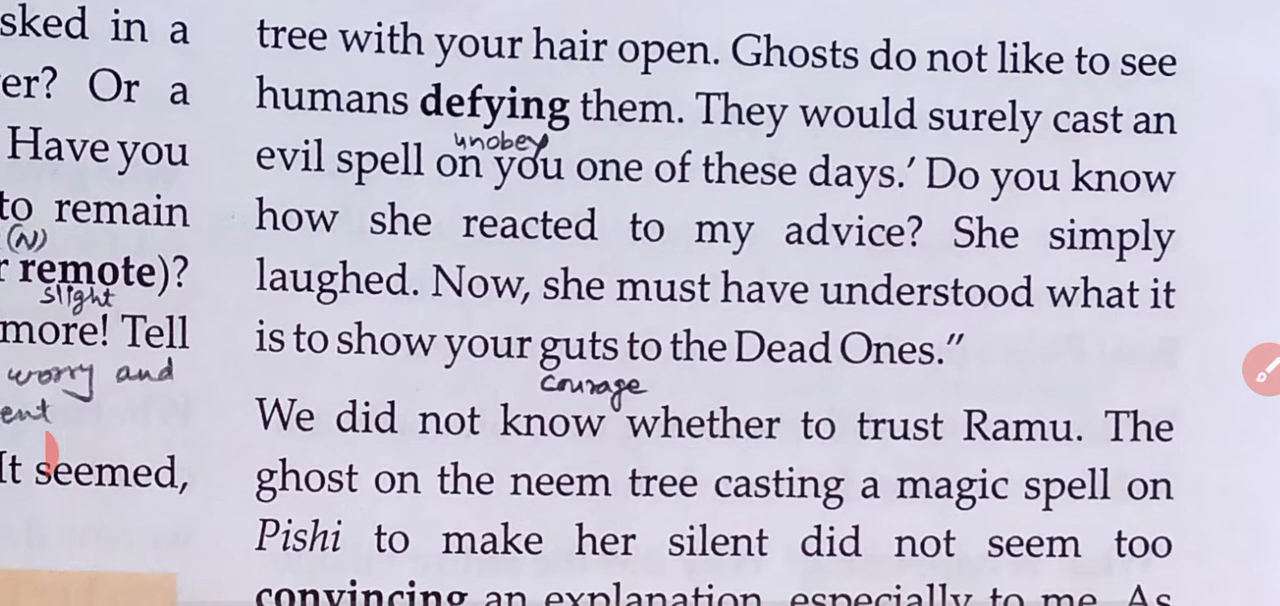 sked in a
er? Or a
Have you
to remain
(N)
r remote)?
slight
more! Tell
worry and
ent
It seemed,
tree with your hair open. Ghosts do not like to see
humans defying them. They would surely cast an
unobey
evil spell on you one of these days.' Do you know
how she reacted to my advice? She simply
laughed. Now, she must have understood what it
is to show your guts to the Dead Ones."
courage
We did not know whether to trust Ramu. The
ghost on the neem tree casting a magic spell on
Pishi to make her silent did not seem too
convincing an explanation, especially to me. As